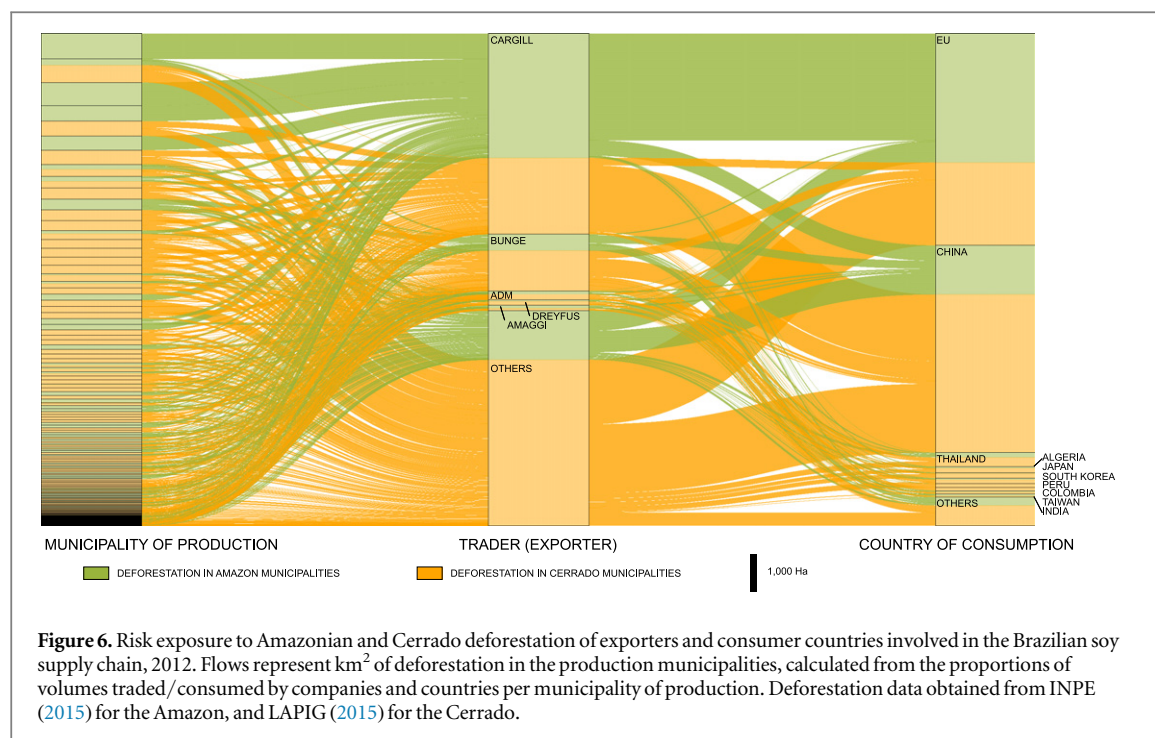 CARGILL
EU
BUNGE
CHINA
ADM
DREYFUS
AMAGGI
OTHERS
THAILAND
ALGERIA
JAPAN
SOUTH KOREA
PERU
COLOMBIA
OTHERS
TAIWAN
INDIA
MUNICIPALITY OF PRODUCTION
TRADER (EXPORTER)
COUNTRY OF CONSUMPTION
DEFORESTATION IN AMAZON MUNICIPALITIES
DEFORESTATION IN CERRADO MUNICIPALITIES
1,000 Ha
Figure 6. Risk exposure to Amazonian and Cerrado deforestation of exporters and consumer countries involved in the Brazilian soy
supply chain, 2012. Flows represent km² of deforestation in the production municipalities, calculated from the proportions of
volumes traded/consumed by companies and countries per municipality of production. Deforestation data obtained from INPE
(2015) for the Amazon, and LAPIG (2015) for the Cerrado.